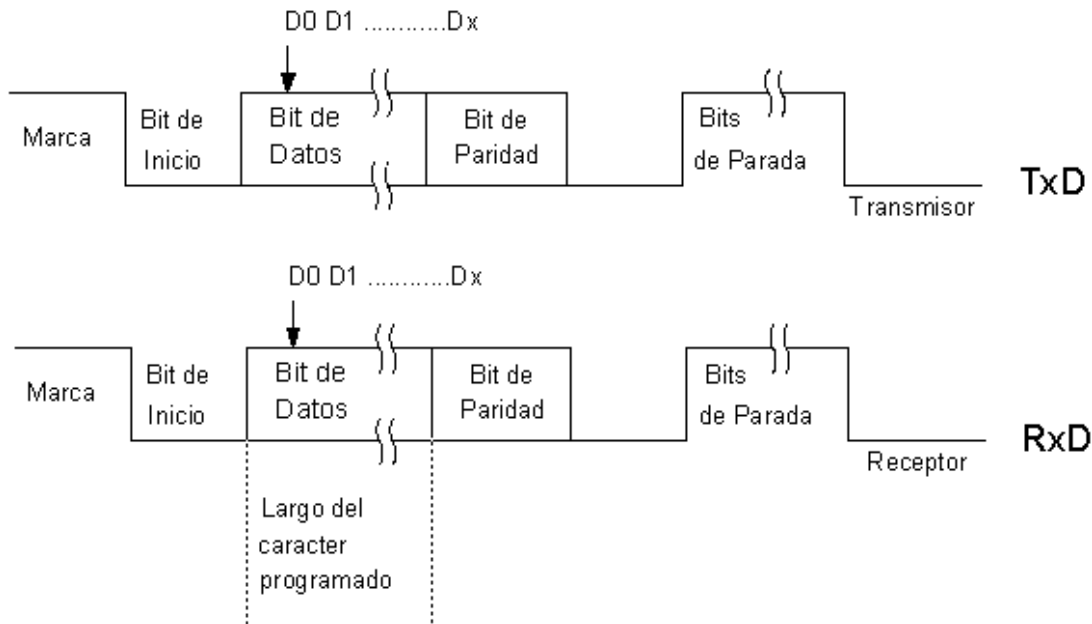 D0 D1 ............Dx
Marca
Bit de
Inicio
Bit de
Datos
Bit de
Paridad
Bits
de Parada
TxD
Transmisor
D0 D1 ............Dx
Marca
Bit de
Inicio
Bit de
Datos
Bit de
Paridad
Bits
de Parada
RxD
Receptor
Largo del
caracter
programado